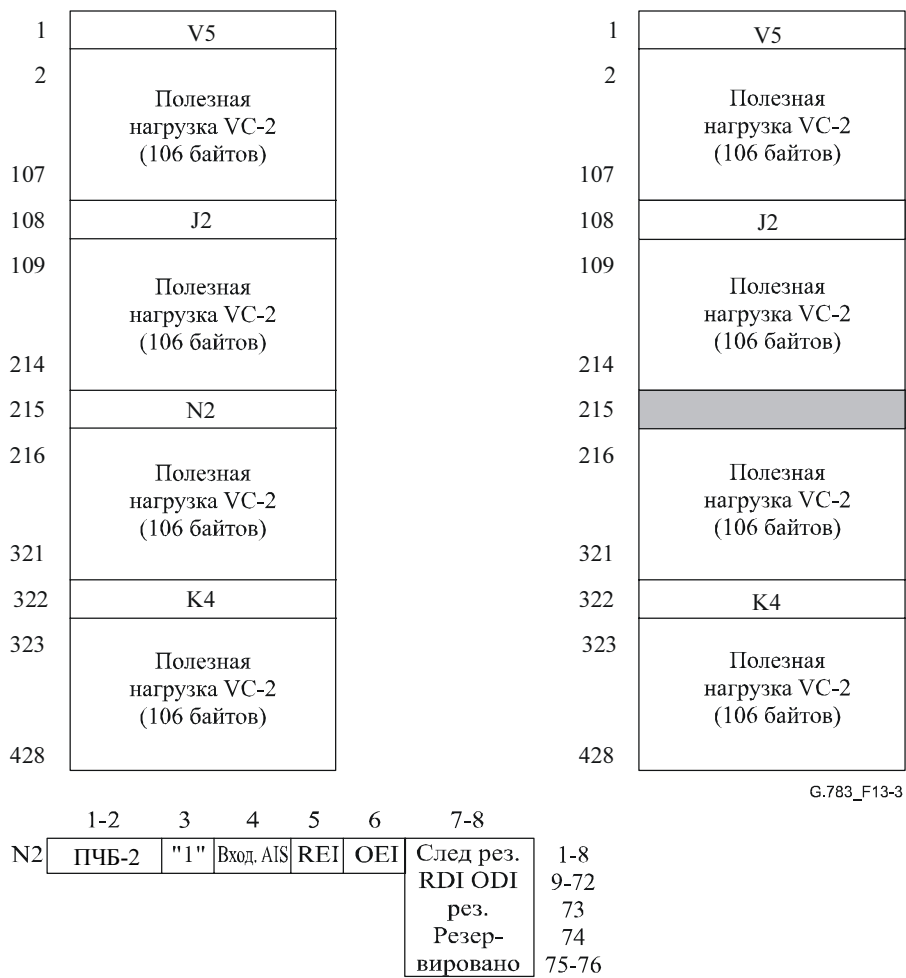 1 V5 1 V5
2 2
Полезная Полезная
нагрузка VC-2 нагрузка VC-2
(106 байтов) (106 байтов)
107 107
108 J2 108 J2
109 109
Полезная Полезная
нагрузка VC-2 нагрузка VC-2
(106 байтов) (106 байтов)
214 214
215 N2 215
216 216
Полезная Полезная
нагрузка VC-2 нагрузка VC-2
(106 байтов) (106 байтов)
321 321
322 K4 322 K4
323 323
Полезная Полезная
нагрузка VC-2 нагрузка VC-2
(106 байтов) (106 байтов)
428 428
G.783_F13-3
1-2 3 4 5 6 7-8
N2 ПЧБ-2 "1" Вход. AIS REI OEI След рез. 1-8
RDI ODI 9-72
рез. 73
Резер- 74
вировано 75-76